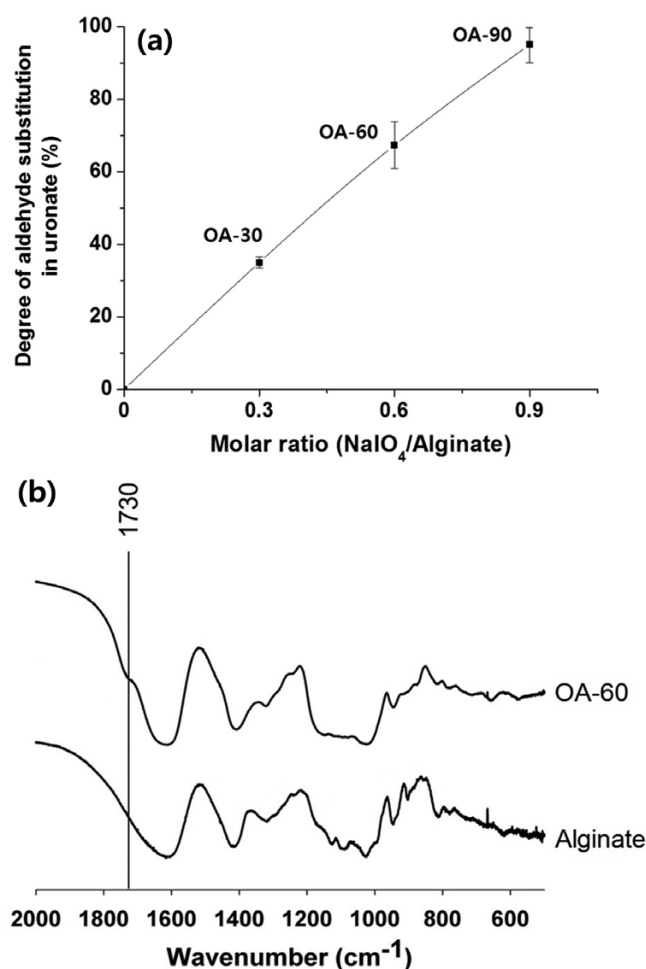 (a)
Degree of aldehyde substitution
in uronate (%)
100
80
60
40
20
0
OA-90
OA-60
OA-30
0
0.3
0.6
0.9
Molar ratio (NaIO₄/Alginate)
(b)
1730
OA-60
Alginate
2000
1800
1600
1400
1200
1000
800
600
Wavenumber (cm⁻¹)